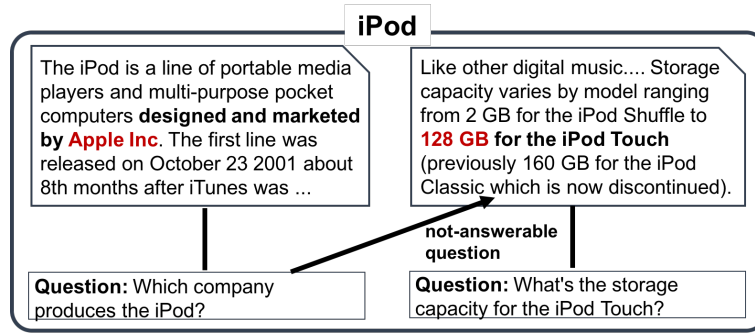 iPod
The iPod is a line of portable media
players and multi-purpose pocket
computers designed and marketed
by Apple Inc. The first line was
released on October 23 2001 about
8th months after iTunes was ...
Like other digital music.... Storage
capacity varies by model ranging
from 2 GB for the iPod Shuffle to
128 GB for the iPod Touch
(previously 160 GB for the iPod
Classic which is now discontinued).
not-answerable
question
Question: Which company
produces the iPod?
Question: What's the storage
capacity for the iPod Touch?